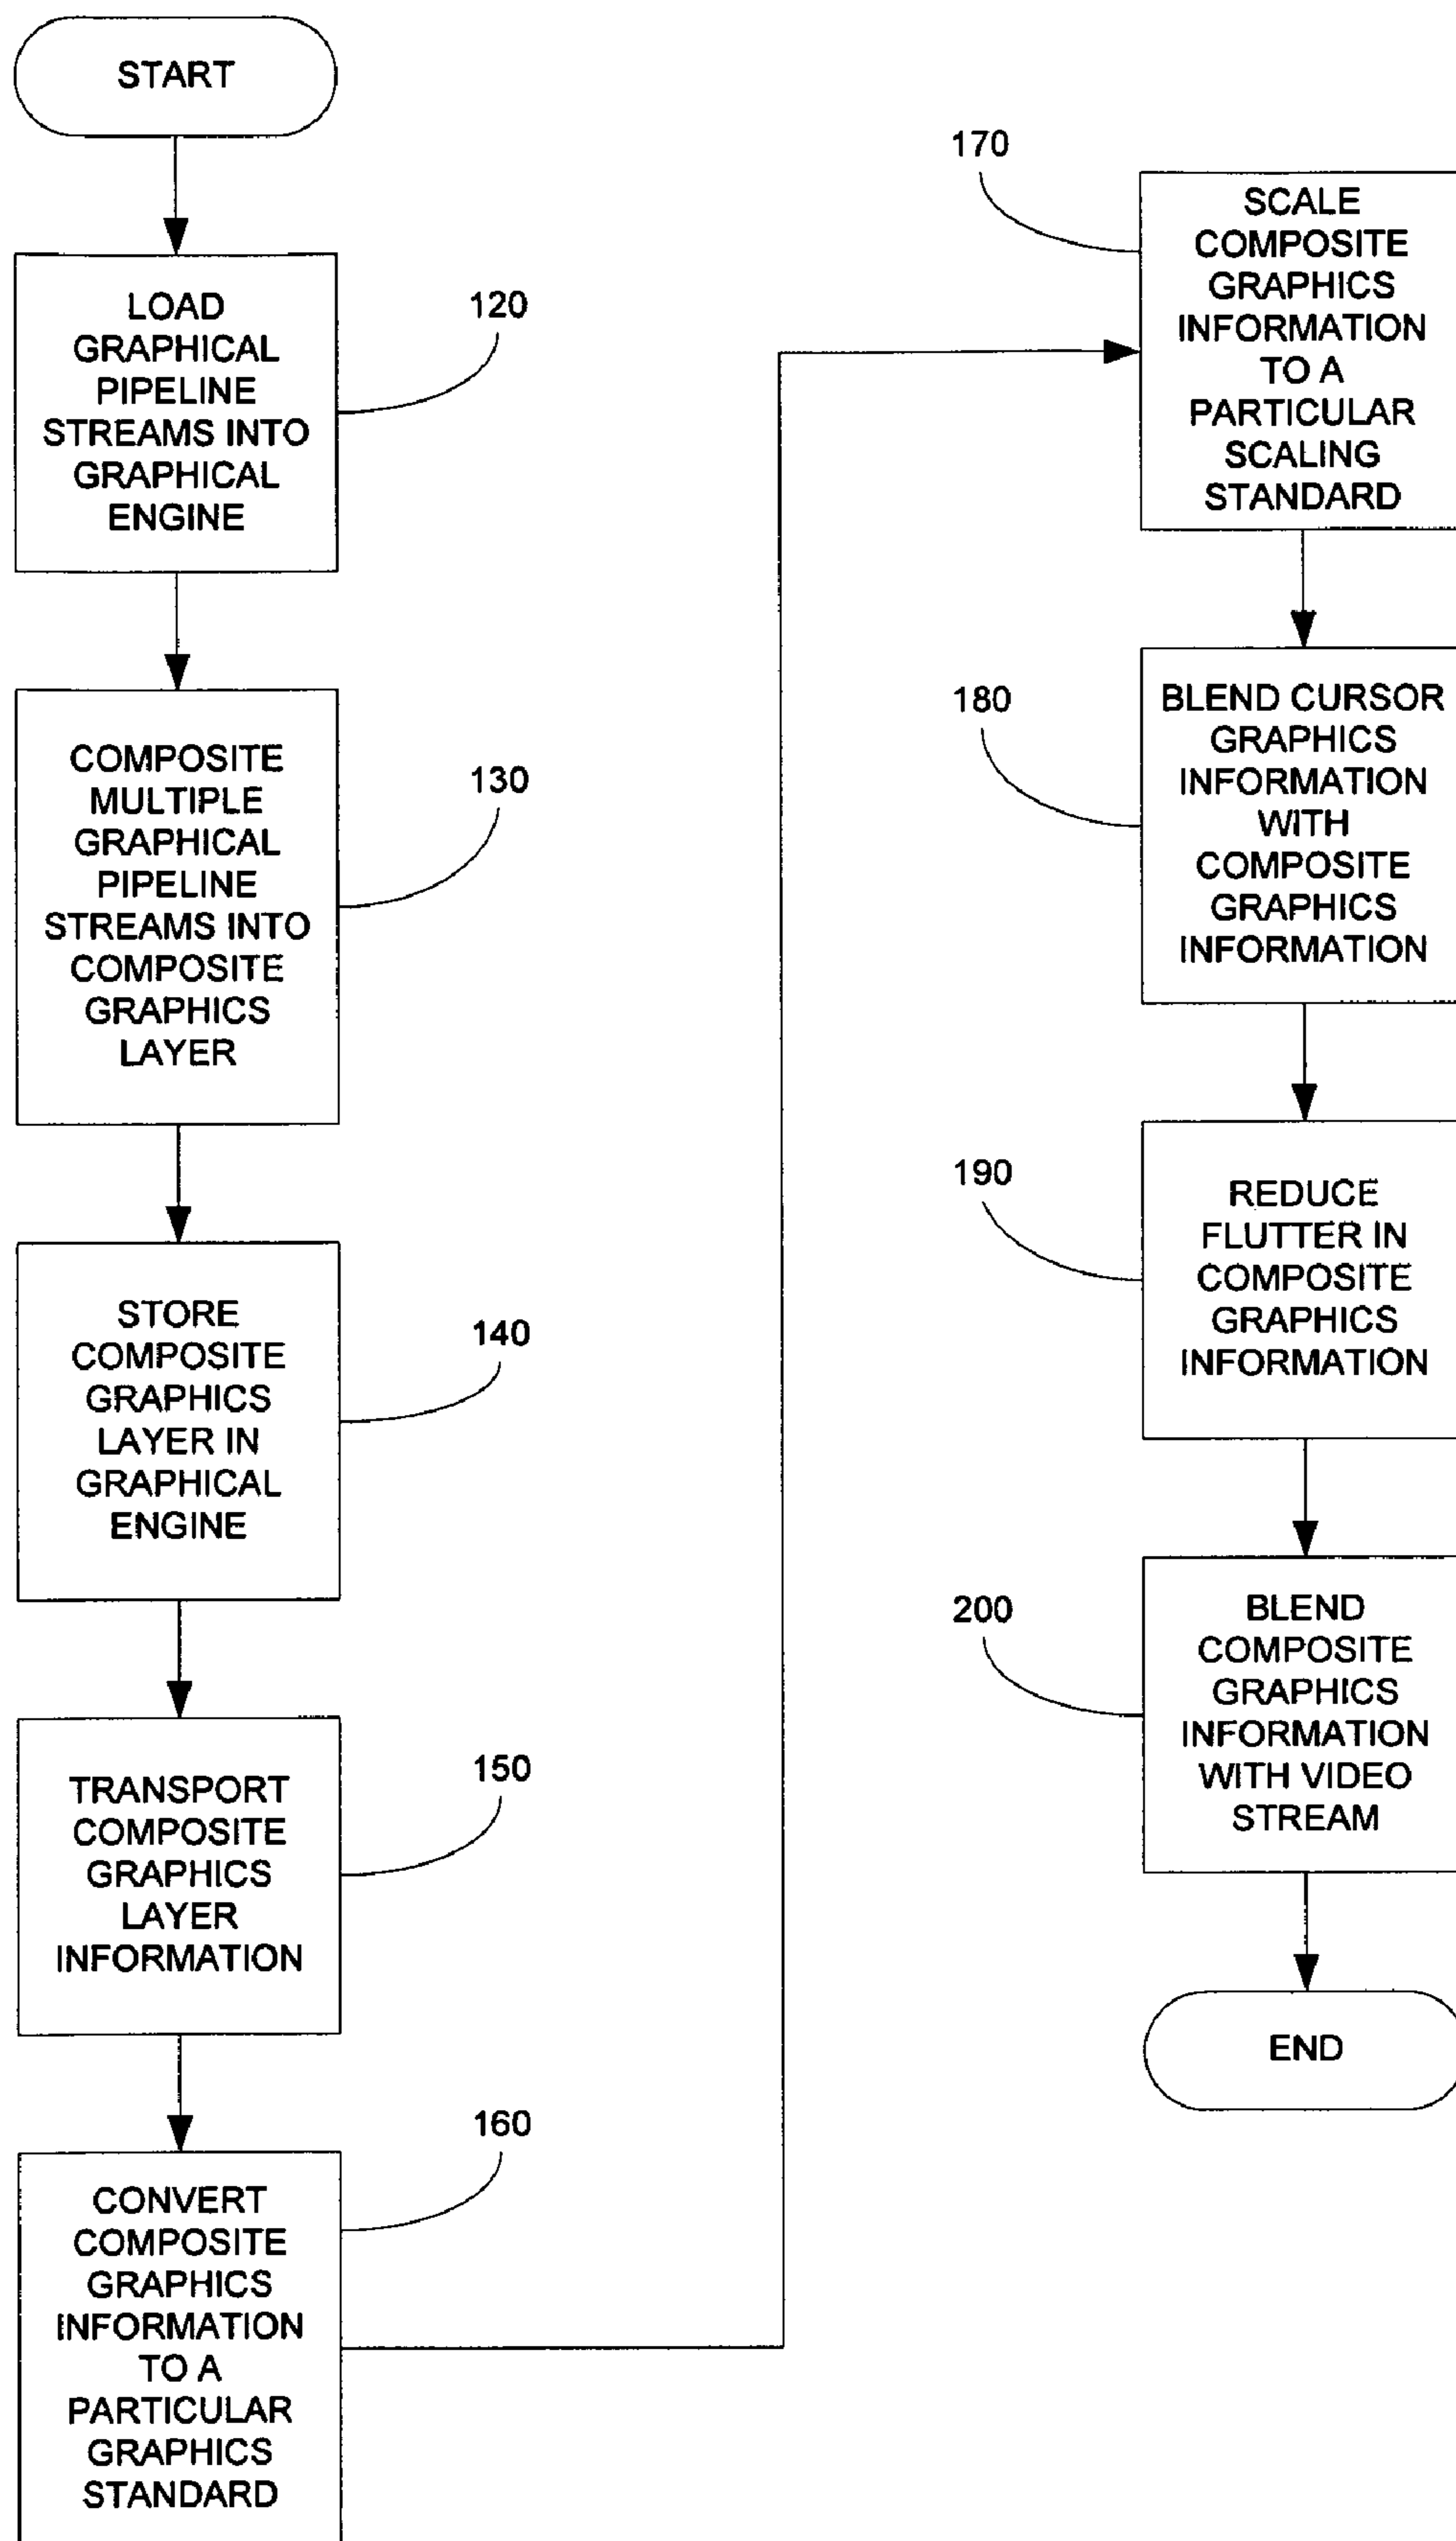 START
LOAD
GRAPHICAL
PIPELINE
STREAMS INTO
GRAPHICAL
ENGINE
120
COMPOSITE
MULTIPLE
GRAPHICAL
PIPELINE
STREAMS INTO
COMPOSITE
GRAPHICS
LAYER
130
STORE
COMPOSITE
GRAPHICS
LAYER IN
GRAPHICAL
ENGINE
140
TRANSPORT
COMPOSITE
GRAPHICS
LAYER
INFORMATION
150
CONVERT
COMPOSITE
GRAPHICS
INFORMATION
TO A
PARTICULAR
GRAPHICS
STANDARD
160
170
SCALE
COMPOSITE
GRAPHICS
INFORMATION
TO A
PARTICULAR
SCALING
STANDARD
180
BLEND CURSOR
GRAPHICS
INFORMATION
WITH
COMPOSITE
GRAPHICS
INFORMATION
190
REDUCE
FLUTTER IN
COMPOSITE
GRAPHICS
INFORMATION
200
BLEND
COMPOSITE
GRAPHICS
INFORMATION
WITH VIDEO
STREAM
END